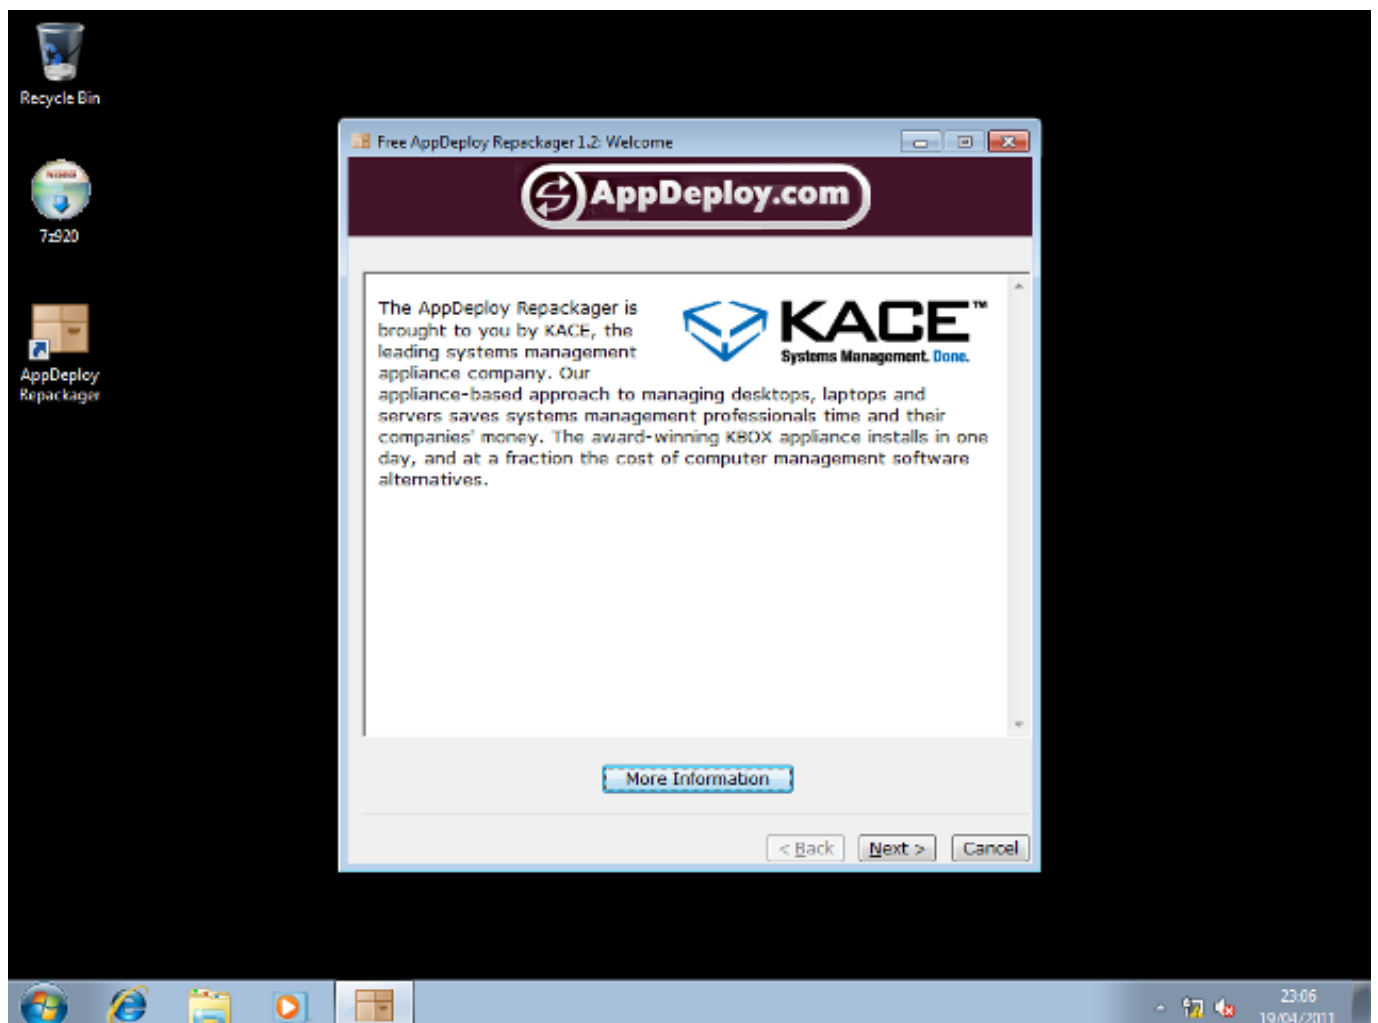 Recycle Bin
7z920
AppDeploy
Repackager
Free AppDeploy Repackager 1.2: Welcome
AppDeploy.com
The AppDeploy Repackager is
brought to you by KACE, the
leading systems management
appliance company. Our
appliance-based approach to managing desktops, laptops and
servers saves systems management professionals time and their
companies' money. The award-winning KBOX appliance installs in one
day, and at a fraction the cost of computer management software
alternatives.
KACE™
Systems Management. Done.
More Information
< Back
Next >
Cancel
23:06
19/04/2011